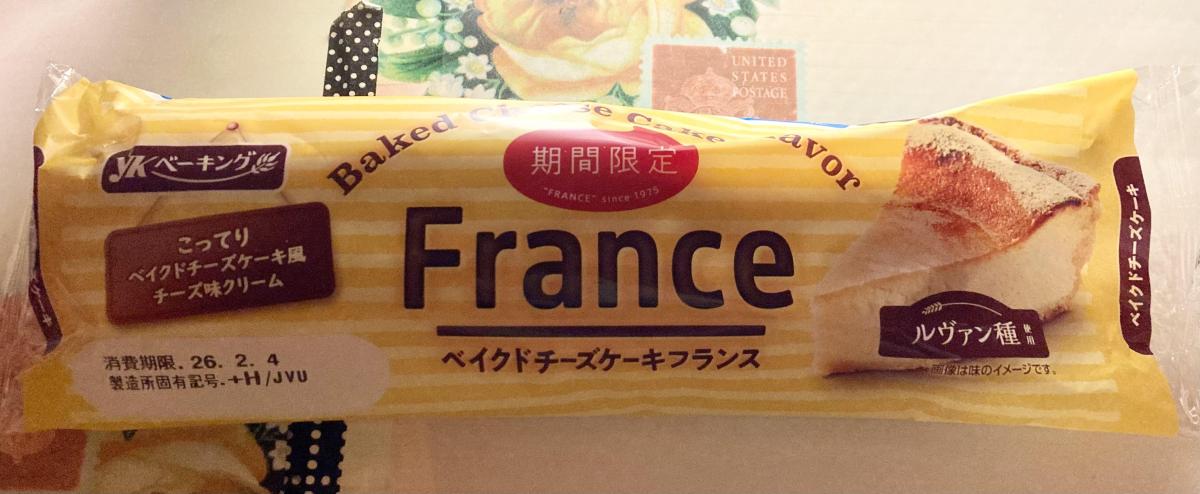 UNITED
STATES
POSTAGE
Baked Cheese Cake Flavor
YKベーキング
期間限定
"FRANCE" since 1975
France
ベイクドチーズケーキフランス
こってり
ベイクドチーズケーキ風
チーズ味クリーム
消費期限.26.2.4
製造所固有記号.+H/JVU
ルヴァン種
使用
画像は味のイメージです。
ベイクドチーズケーキ